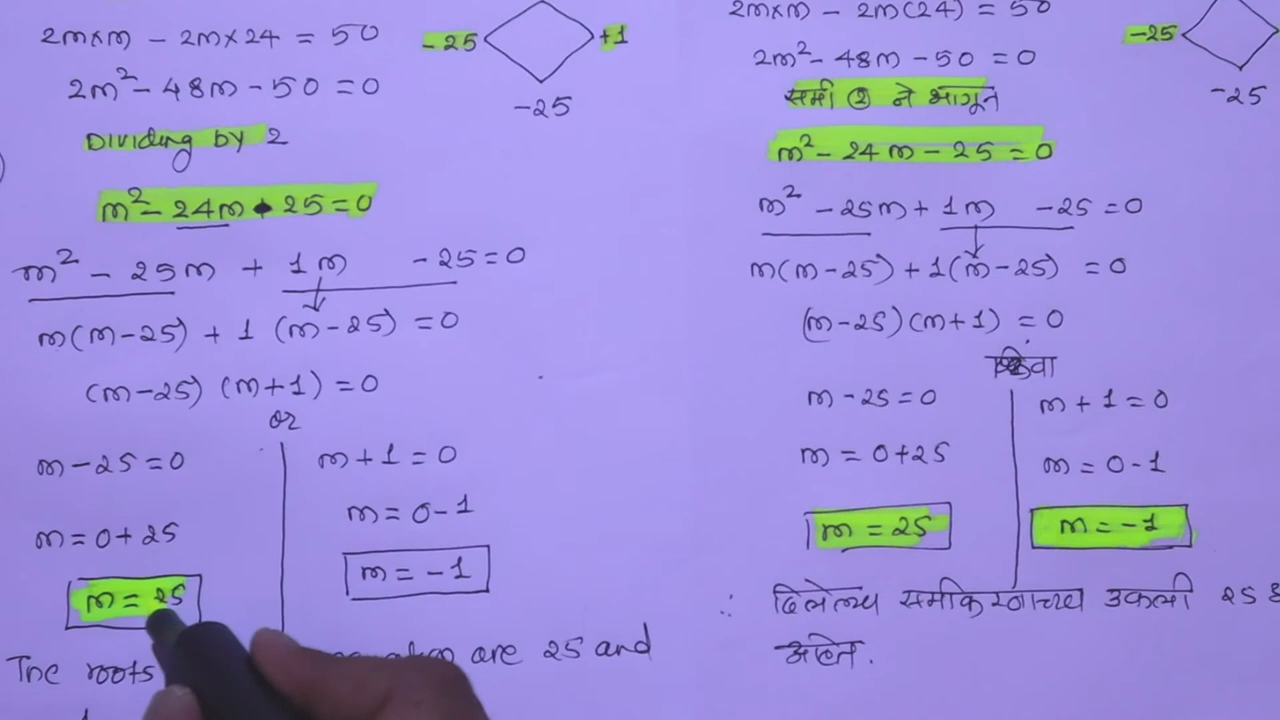 2m×m - 2m×24 = 50
2m² - 48m - 50 = 0
Dividing by 2
m² - 24m - 25 = 0
m² - 25m + 1m - 25 = 0
m(m-25) + 1 (m-25) = 0
(m-25) (m+1) = 0
or
m-25=0
m=0+25
m=25
m+1=0
m=0-1
m=-1
The roots are 25 and
-25
+1
-25
2m×m - 2m(24) = 50
2m² - 48m - 50 = 0
समी ② ने भागून
m² - 24m - 25 = 0
m² - 25m + 1m - 25 = 0
m(m-25) + 1(m-25) = 0
(m-25)(m+1) = 0
m-25=0
m=0+25
m=25
m+1=0
m=0-1
m=-1
∴ उकली 25
आहेत.
-25
-25